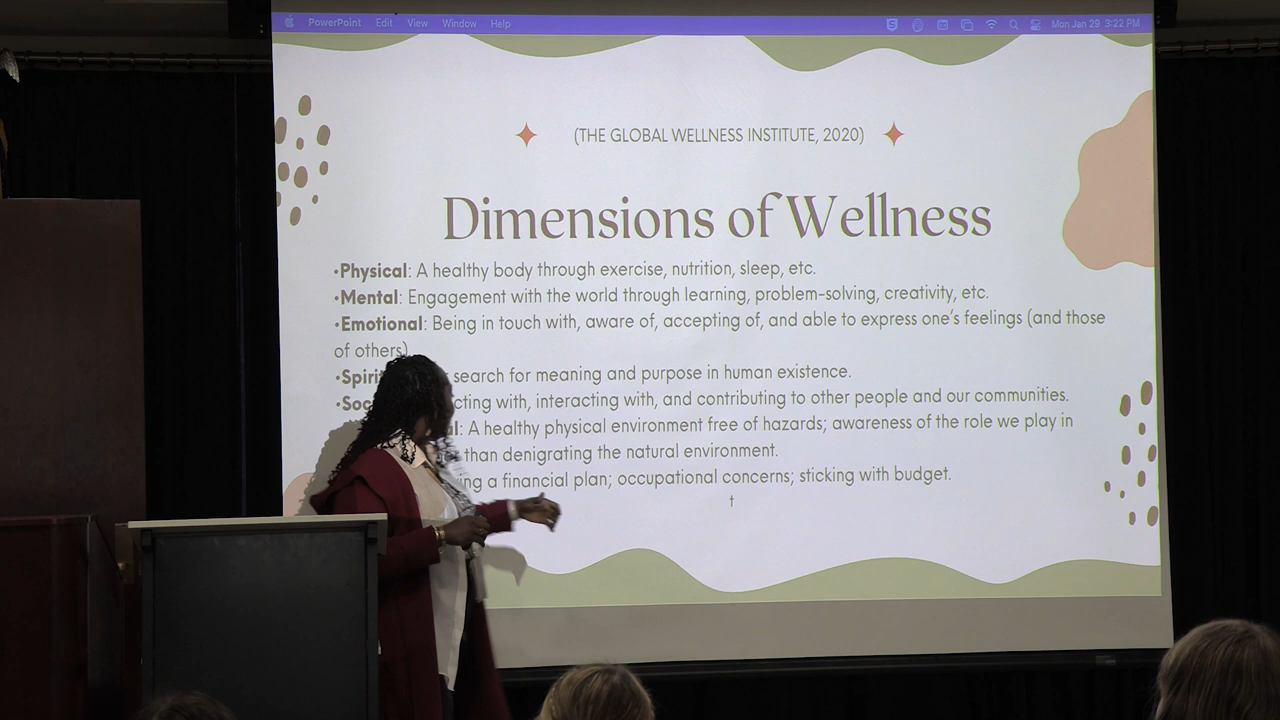 PowerPoint Edit View Window Help Mon Jan 29 3:22 PM
(THE GLOBAL WELLNESS INSTITUTE, 2020)
Dimensions of Wellness
•Physical: A healthy body through exercise, nutrition, sleep, etc.
•Mental: Engagement with the world through learning, problem-solving, creativity, etc.
•Emotional: Being in touch with, aware of, accepting of, and able to express one's feelings (and those
of others)
search for meaning and purpose in human existence.
with, interacting with, and contributing to other people and our communities.
: A healthy physical environment free of hazards; awareness of the role we play in
than denigrating the natural environment.
a financial plan; occupational concerns; sticking with budget.
t